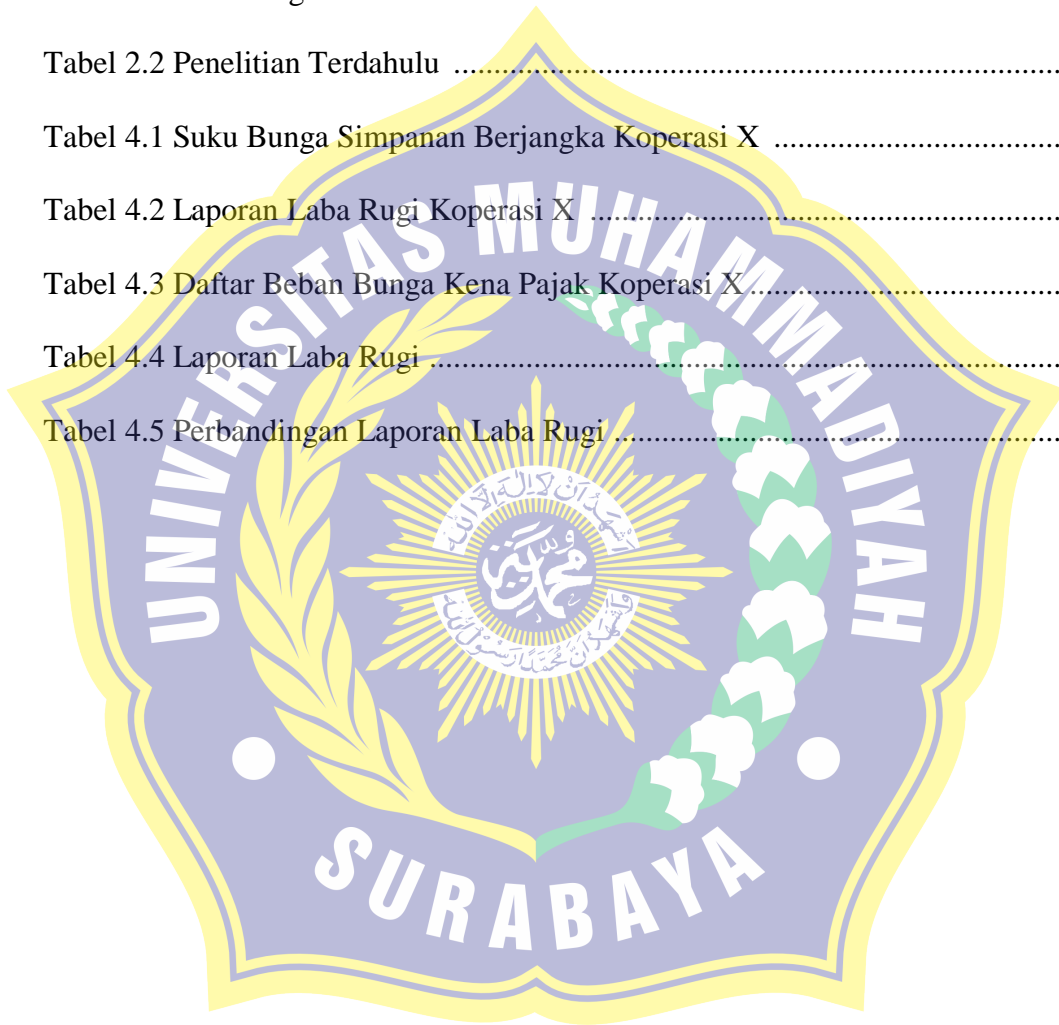 Tabel 2.2 Penelitian Terdahulu ..........................................................................
Tabel 4.1 Suku Bunga Simpanan Berjangka Koperasi X ...................................
Tabel 4.2 Laporan Laba Rugi Koperasi X .........................................................
Tabel 4.3 Daftar Beban Bunga Kena Pajak Koperasi X .....................................
Tabel 4.4 Laporan Laba Rugi .............................................................................
Tabel 4.5 Perbandingan Laporan Laba Rugi ......................................................
UNIVERSITAS MUHAMMADIYAH
SURABAYA